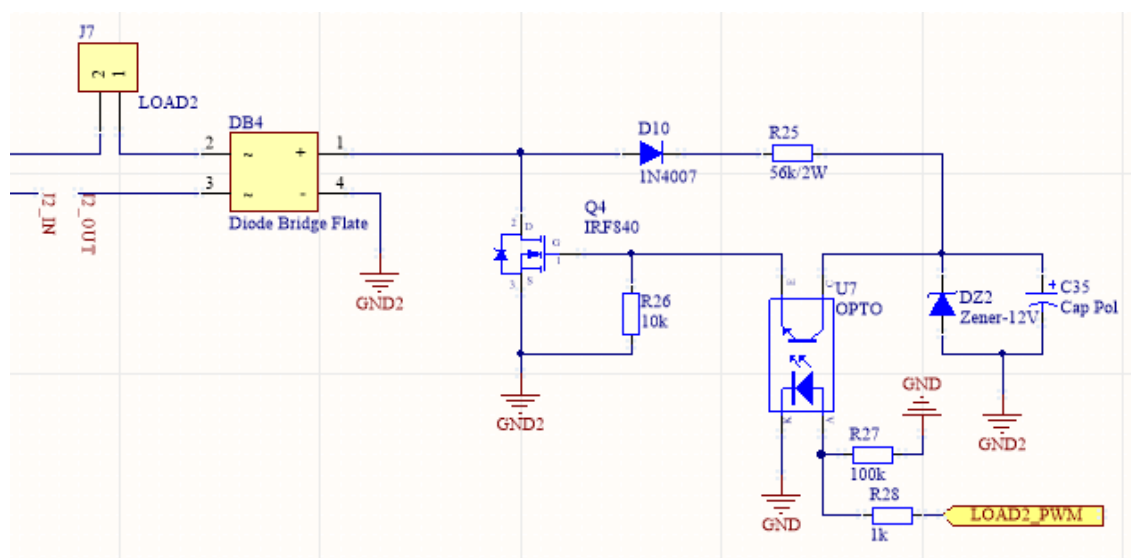 J7
2 1
LOAD2
DB4
2 ~ + 1
3 ~ - 4
Diode Bridge Flate
J2_IN
J2_OUT
GND2
D10
1N4007
R25
56k/2W
Q4
IRF840
2 D
G
1
3 S
R26
10k
GND2
E C
U7
OPTO
K A
DZ2
Zener-12V
+ C35
Cap Pol
GND2
GND
R27
100k
R28
1k
GND
LOAD2_PWM